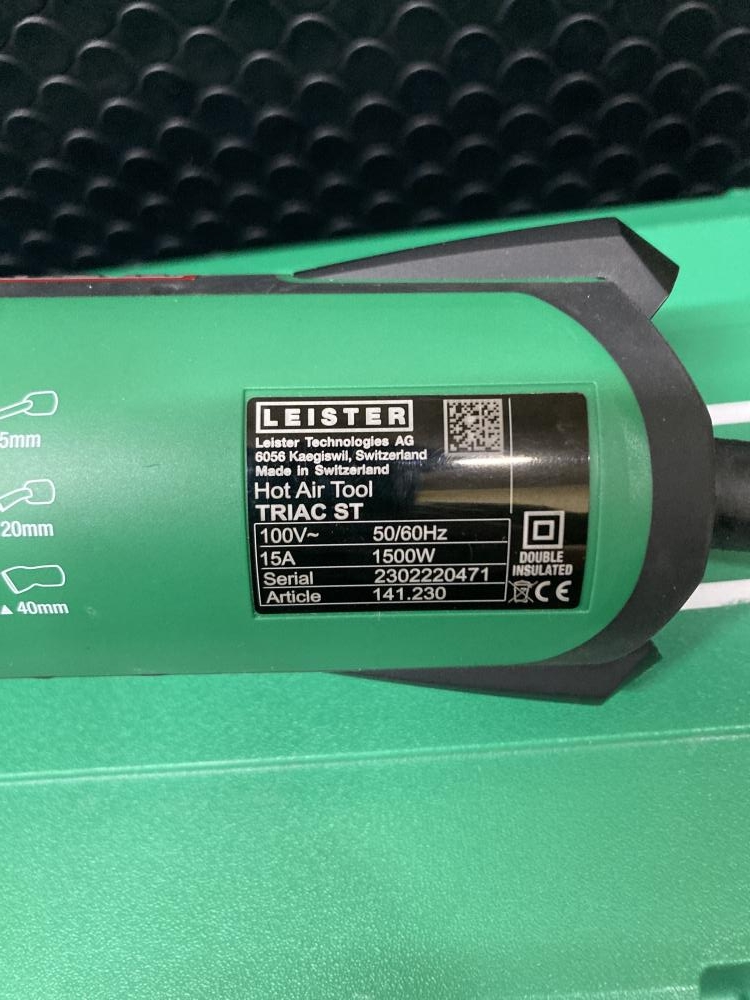 5mm
20mm
▲ 40mm
LEISTER
Leister Technologies AG
6056 Kaegiswil, Switzerland
Made in Switzerland
Hot Air Tool
TRIAC ST
100V~ 50/60Hz
15A 1500W
Serial 2302220471
Article 141.230
DOUBLE
INSULATED
CE